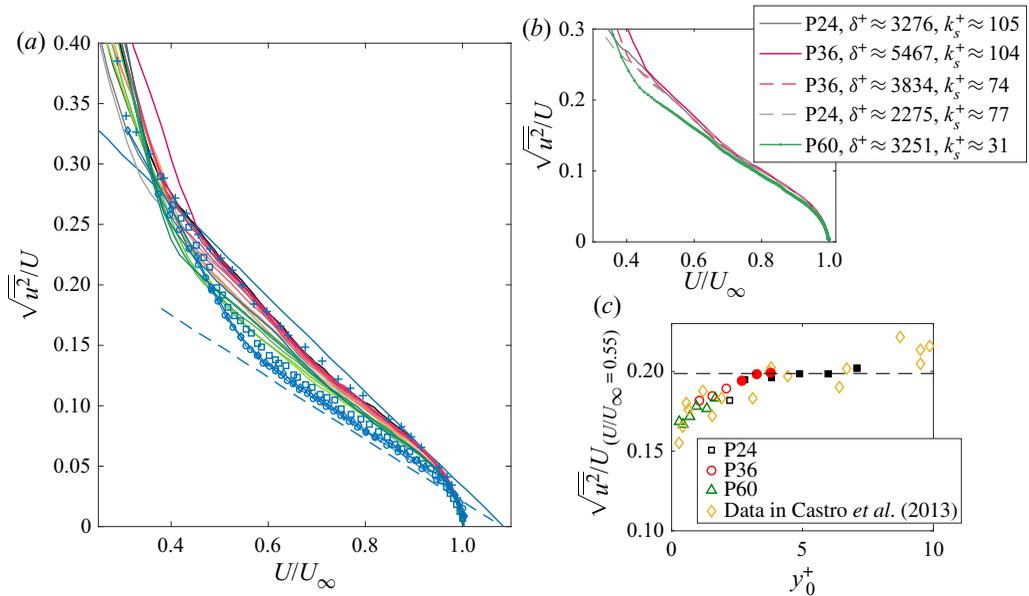 (a)
0.40
0.35
0.30
0.25
0.20
0.15
0.10
0.05
0
0.4 0.6 0.8 1.0
U/U∞
√u²/U
(b)
0.3
0.2
0.1
0
0.4 0.6 0.8 1.0
U/U∞
√u²/U
P24, δ⁺ ≈ 3276, kₛ⁺ ≈ 105
P36, δ⁺ ≈ 5467, kₛ⁺ ≈ 104
P36, δ⁺ ≈ 3834, kₛ⁺ ≈ 74
P24, δ⁺ ≈ 2275, kₛ⁺ ≈ 77
P60, δ⁺ ≈ 3251, kₛ⁺ ≈ 31
(c)
0.20
0.15
0.10
0 5 10
y₀⁺
√u²/U(U/U∞ = 0.55)
P24
P36
P60
Data in Castro et al. (2013)